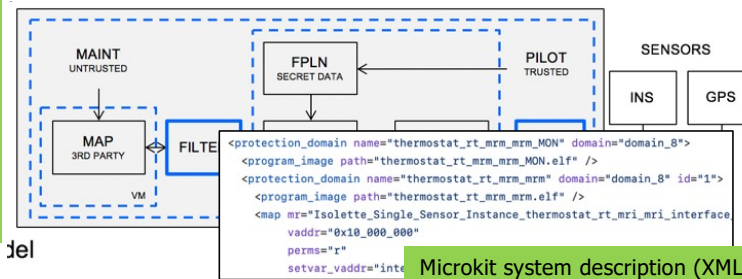 MAINT
UNTRUSTED
FPLN
SECRET DATA
PILOT
TRUSTED
SENSORS
INS
GPS
MAP
3RD PARTY
VM
FILTE
<protection_domain name="thermostat_rt_mrm_mrm_MON" domain="domain_8">
<program_image path="thermostat_rt_mrm_mrm_MON.elf" />
<protection_domain name="thermostat_rt_mrm_mrm" domain="domain_8" id="1">
<program_image path="thermostat_rt_mrm_mrm.elf" />
<map mr="Isolette_Single_Sensor_Instance_thermostat_rt_mri_mri_interface_
vaddr="0x10_000_000"
perms="r"
setvar_vaddr="inte
Microkit system description (XML
del